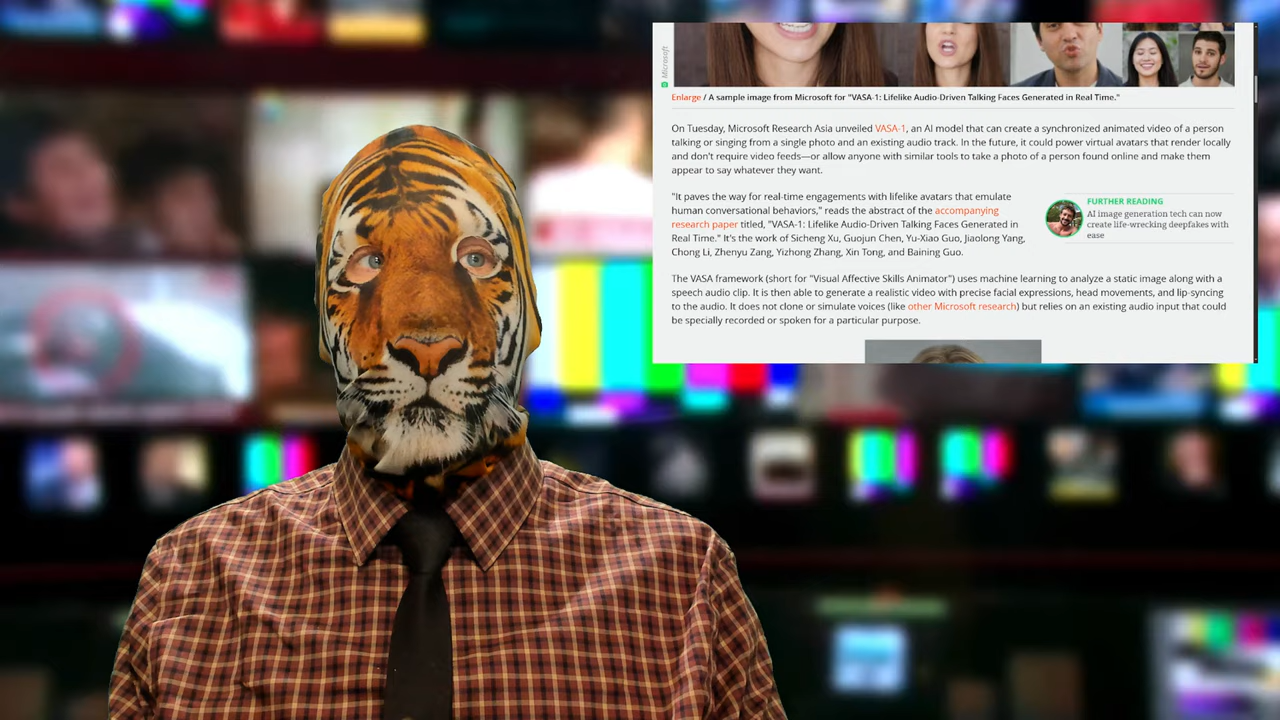 Microsoft
Enlarge / A sample image from Microsoft for "VASA-1: Lifelike Audio-Driven Talking Faces Generated in Real Time."
On Tuesday, Microsoft Research Asia unveiled VASA-1, an AI model that can create a synchronized animated video of a person
talking or singing from a single photo and an existing audio track. In the future, it could power virtual avatars that render locally
and don't require video feeds—or allow anyone with similar tools to take a photo of a person found online and make them
appear to say whatever they want.
"It paves the way for real-time engagements with lifelike avatars that emulate
human conversational behaviors," reads the abstract of the accompanying
research paper titled, "VASA-1: Lifelike Audio-Driven Talking Faces Generated in
Real Time." It's the work of Sicheng Xu, Guojun Chen, Yu-Xiao Guo, Jiaolong Yang,
Chong Li, Zhenyu Zang, Yizhong Zhang, Xin Tong, and Baining Guo.
FURTHER READING
AI image generation tech can now
create life-wrecking deepfakes with
ease
The VASA framework (short for "Visual Affective Skills Animator") uses machine learning to analyze a static image along with a
speech audio clip. It is then able to generate a realistic video with precise facial expressions, head movements, and lip-syncing
to the audio. It does not clone or simulate voices (like other Microsoft research) but relies on an existing audio input that could
be specially recorded or spoken for a particular purpose.